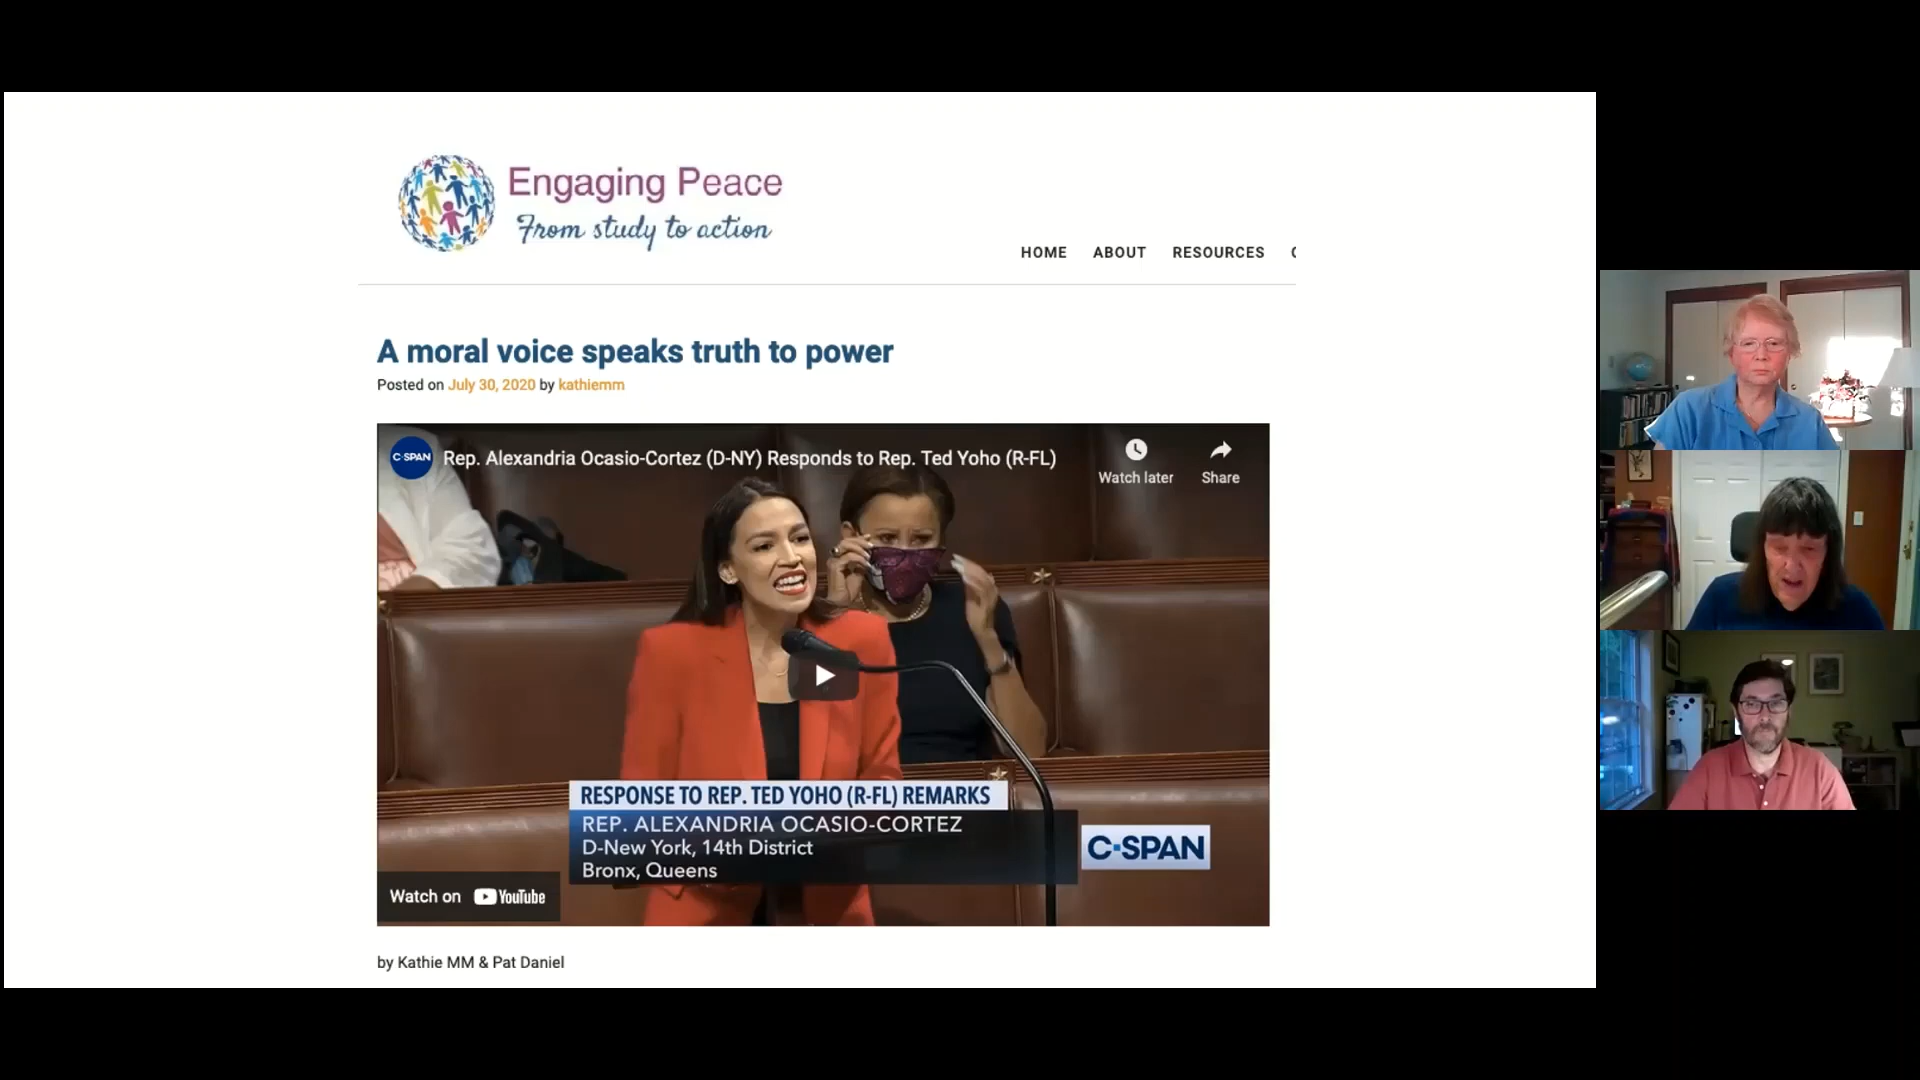 Engaging Peace
From study to action
HOME ABOUT RESOURCES
A moral voice speaks truth to power
Posted on July 30, 2020 by kathiemm
C-SPAN Rep. Alexandria Ocasio-Cortez (D-NY) Responds to Rep. Ted Yoho (R-FL)
Watch later Share
RESPONSE TO REP. TED YOHO (R-FL) REMARKS
REP. ALEXANDRIA OCASIO-CORTEZ
D-New York, 14th District
Bronx, Queens
C-SPAN
Watch on YouTube
by Kathie MM & Pat Daniel